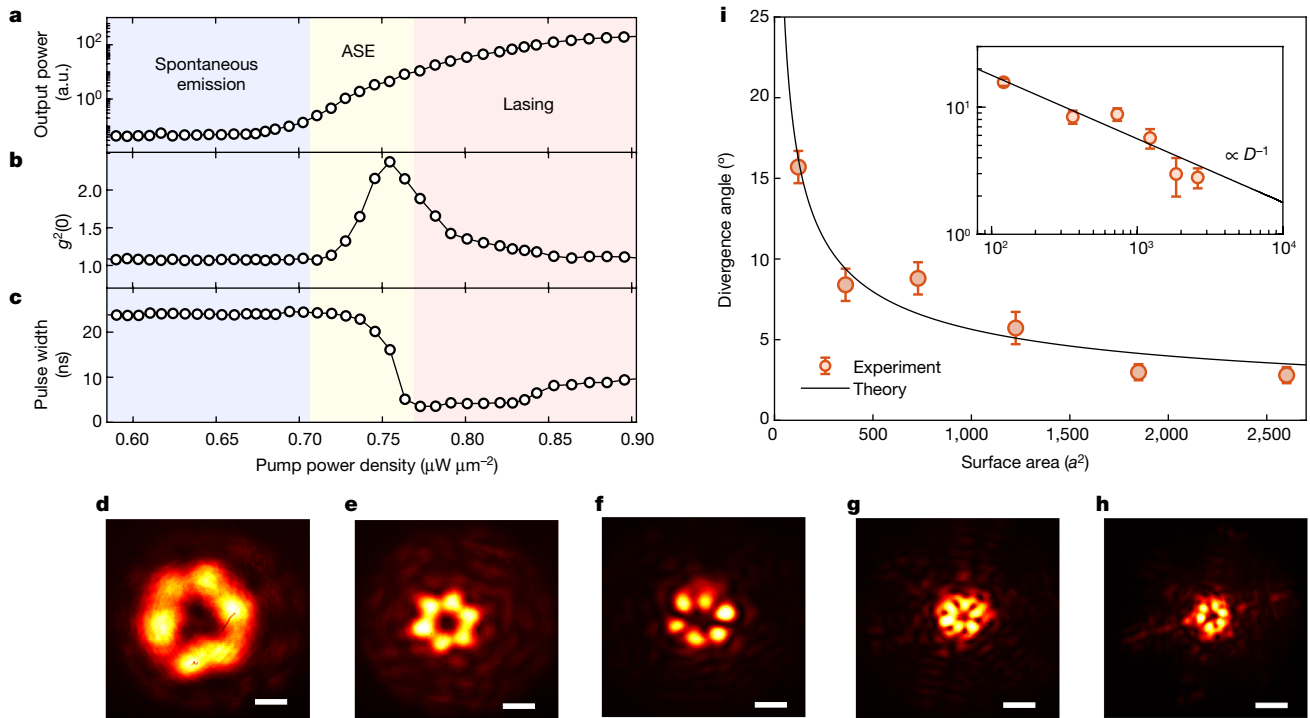 a
Output power
(a.u.)
10²
10⁰
Spontaneous
emission
ASE
Lasing
b
g²(0)
2.0
1.5
1.0
c
Pulse width
(ns)
20
10
0
0.60 0.65 0.70 0.75 0.80 0.85 0.90
Pump power density (μW μm⁻²)
i
Divergence angle (°)
25
20
15
10
5
0
10¹
10⁰
10² 10³ 10⁴
∝ D⁻¹
Experiment
Theory
0 500 1,000 1,500 2,000 2,500
Surface area (a²)
d
e
f
g
h